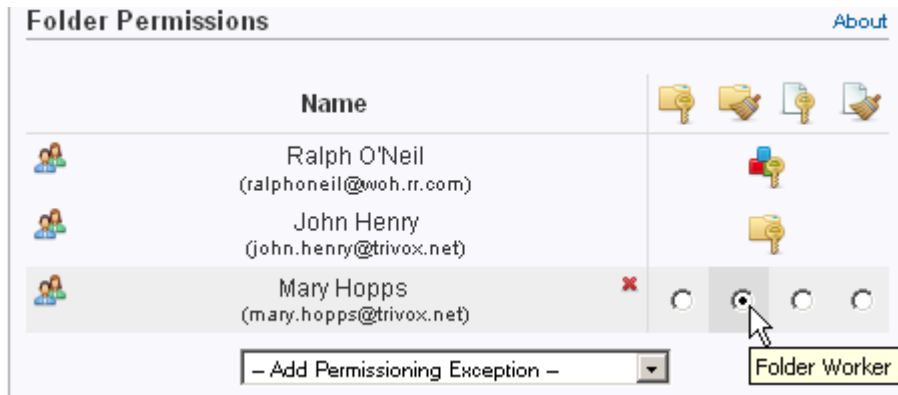 Folder Permissions About
Name
Ralph O'Neil
(ralphoneil@woh.rr.com)
John Henry
(john.henry@trivox.net)
Mary Hopps
(mary.hopps@trivox.net)
– Add Permissioning Exception –
Folder Worker